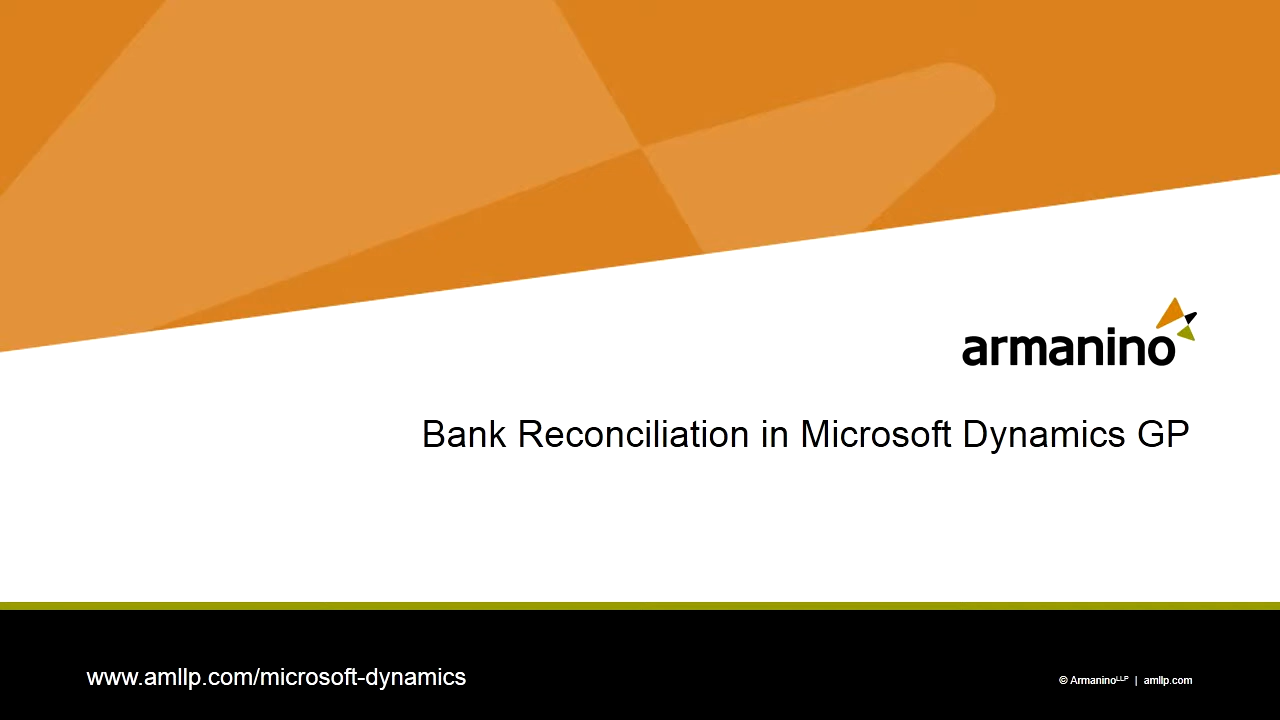 armanino
Bank Reconciliation in Microsoft Dynamics GP
www.amllp.com/microsoft-dynamics
© Armaninoᴸᴸᴾ | amllp.com